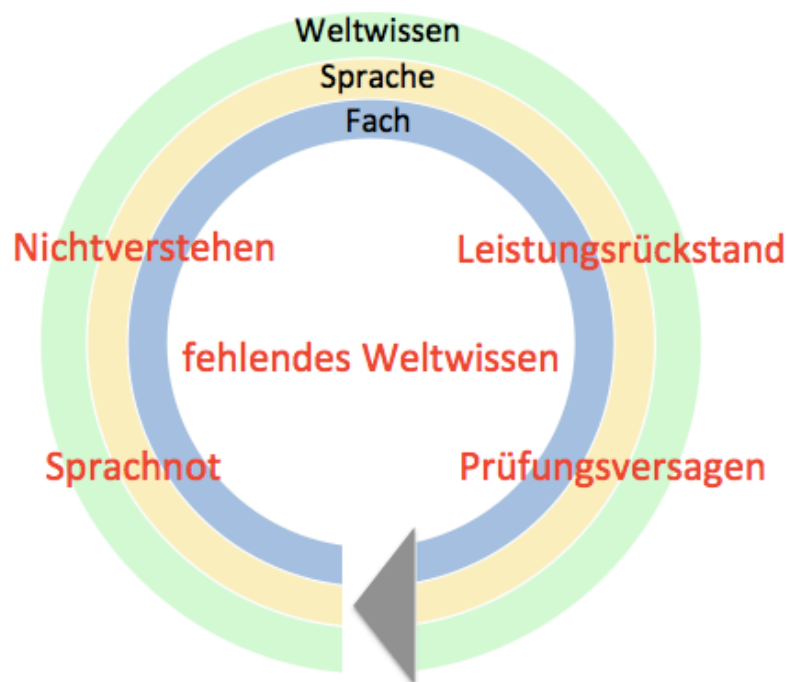 Weltwissen
Sprache
Fach
Nichtverstehen
Leistungsrückstand
fehlendes Weltwissen
Sprachnot
Prüfungsversagen